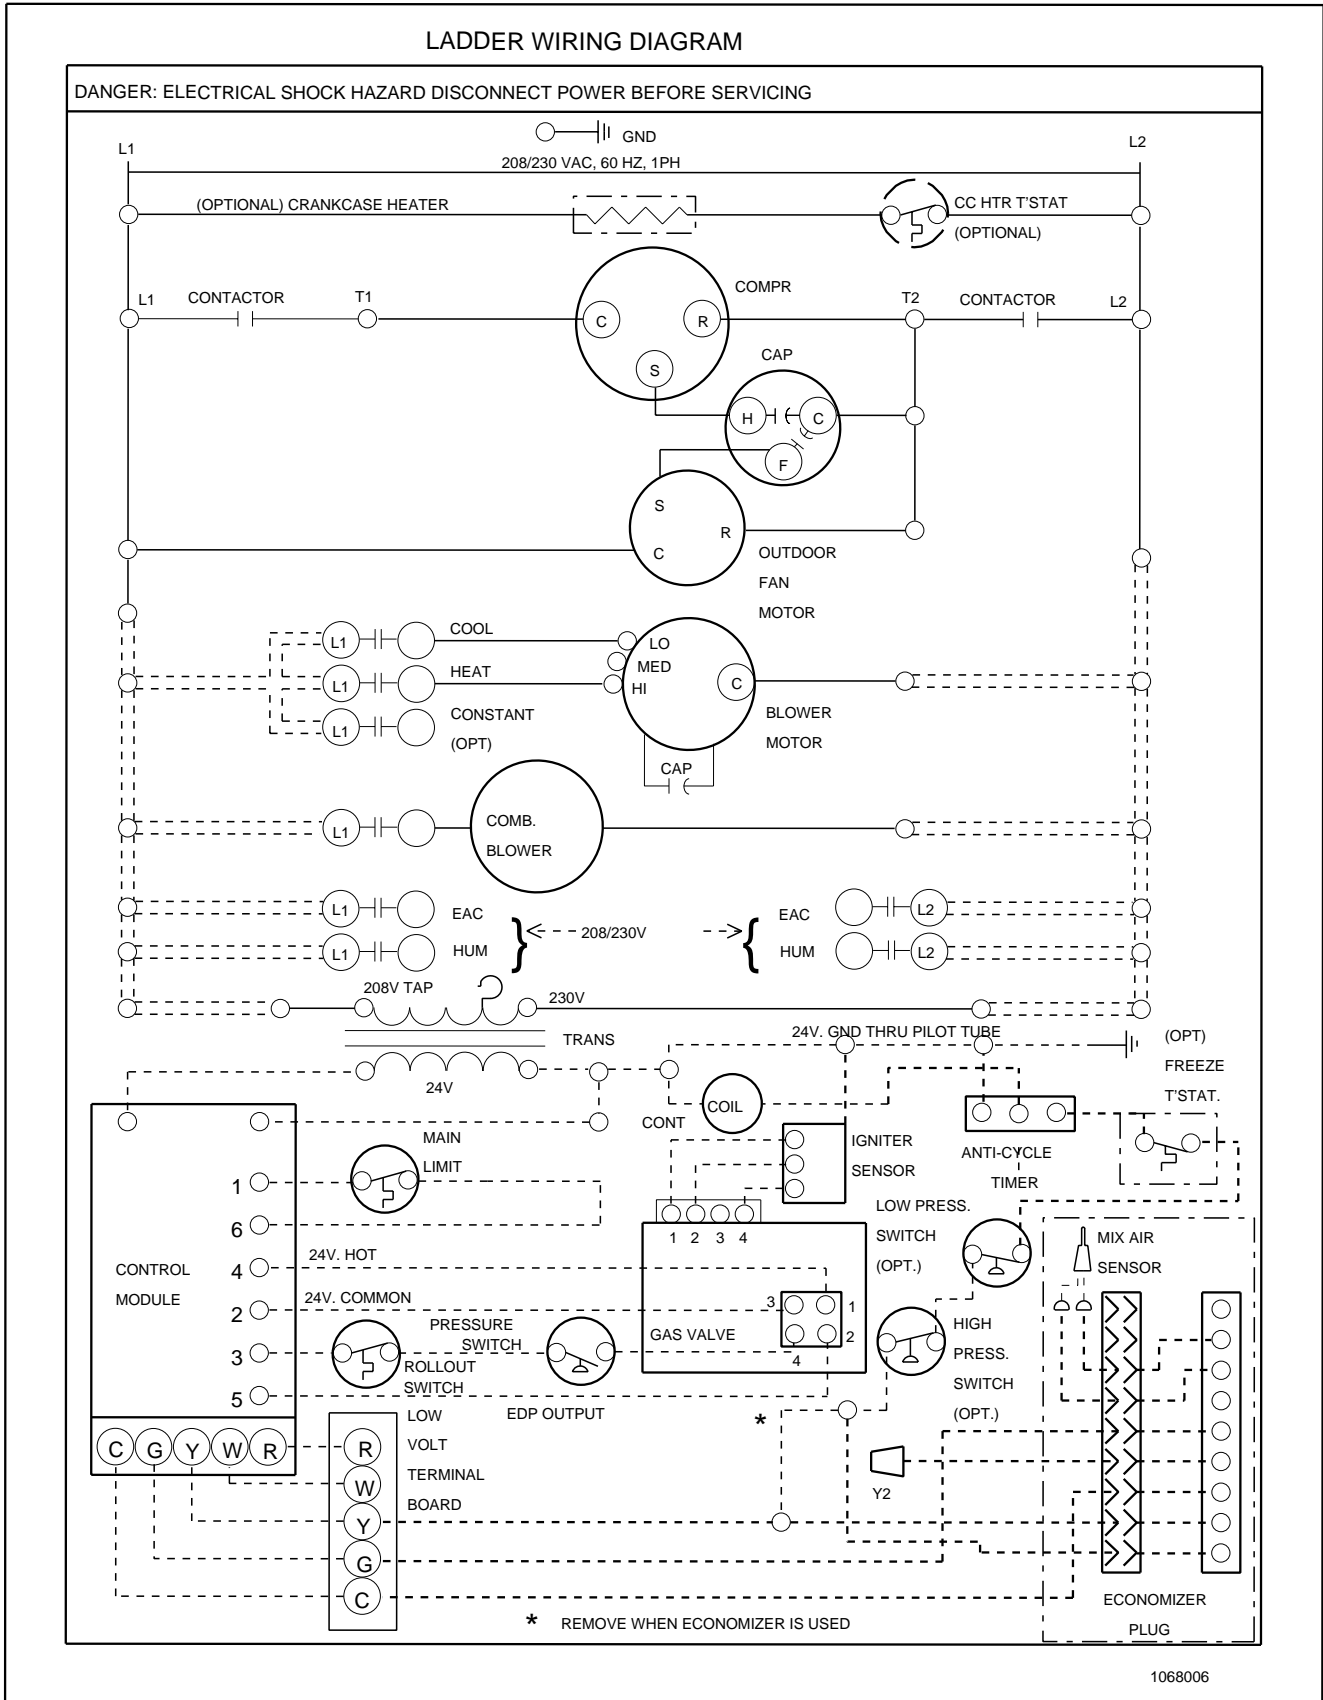 LADDER WIRING DIAGRAM
DANGER: ELECTRICAL SHOCK HAZARD DISCONNECT POWER BEFORE SERVICING
GND
L1
L2
208/230 VAC, 60 HZ, 1PH
(OPTIONAL) CRANKCASE HEATER
CC HTR T'STAT
(OPTIONAL)
COMPR
L1
CONTACTOR
T1
T2
CONTACTOR
L2
C
R
S
CAP
H
C
F
S
R
C
OUTDOOR
FAN
MOTOR
L1
COOL
LO
MED
HI
L1
HEAT
C
L1
CONSTANT
(OPT)
BLOWER
MOTOR
CAP
L1
COMB.
BLOWER
L1
EAC
208/230V
EAC
L2
L1
HUM
HUM
L2
208V TAP
230V
TRANS
24V
24V. GND THRU PILOT TUBE
(OPT)
FREEZE
T'STAT.
CONT
COIL
MAIN
LIMIT
IGNITER
SENSOR
ANTI-CYCLE
TIMER
1
6
4
2
3
5
CONTROL
MODULE
24V. HOT
24V. COMMON
PRESSURE
SWITCH
ROLLOUT
SWITCH
EDP OUTPUT
1 2 3 4
GAS VALVE
3
1
2
4
LOW PRESS.
SWITCH
(OPT.)
HIGH
PRESS.
SWITCH
(OPT.)
MIX AIR
SENSOR
C G Y W R
LOW
VOLT
TERMINAL
BOARD
R
W
Y
G
C
*
Y2
ECONOMIZER
PLUG
* REMOVE WHEN ECONOMIZER IS USED
1068006